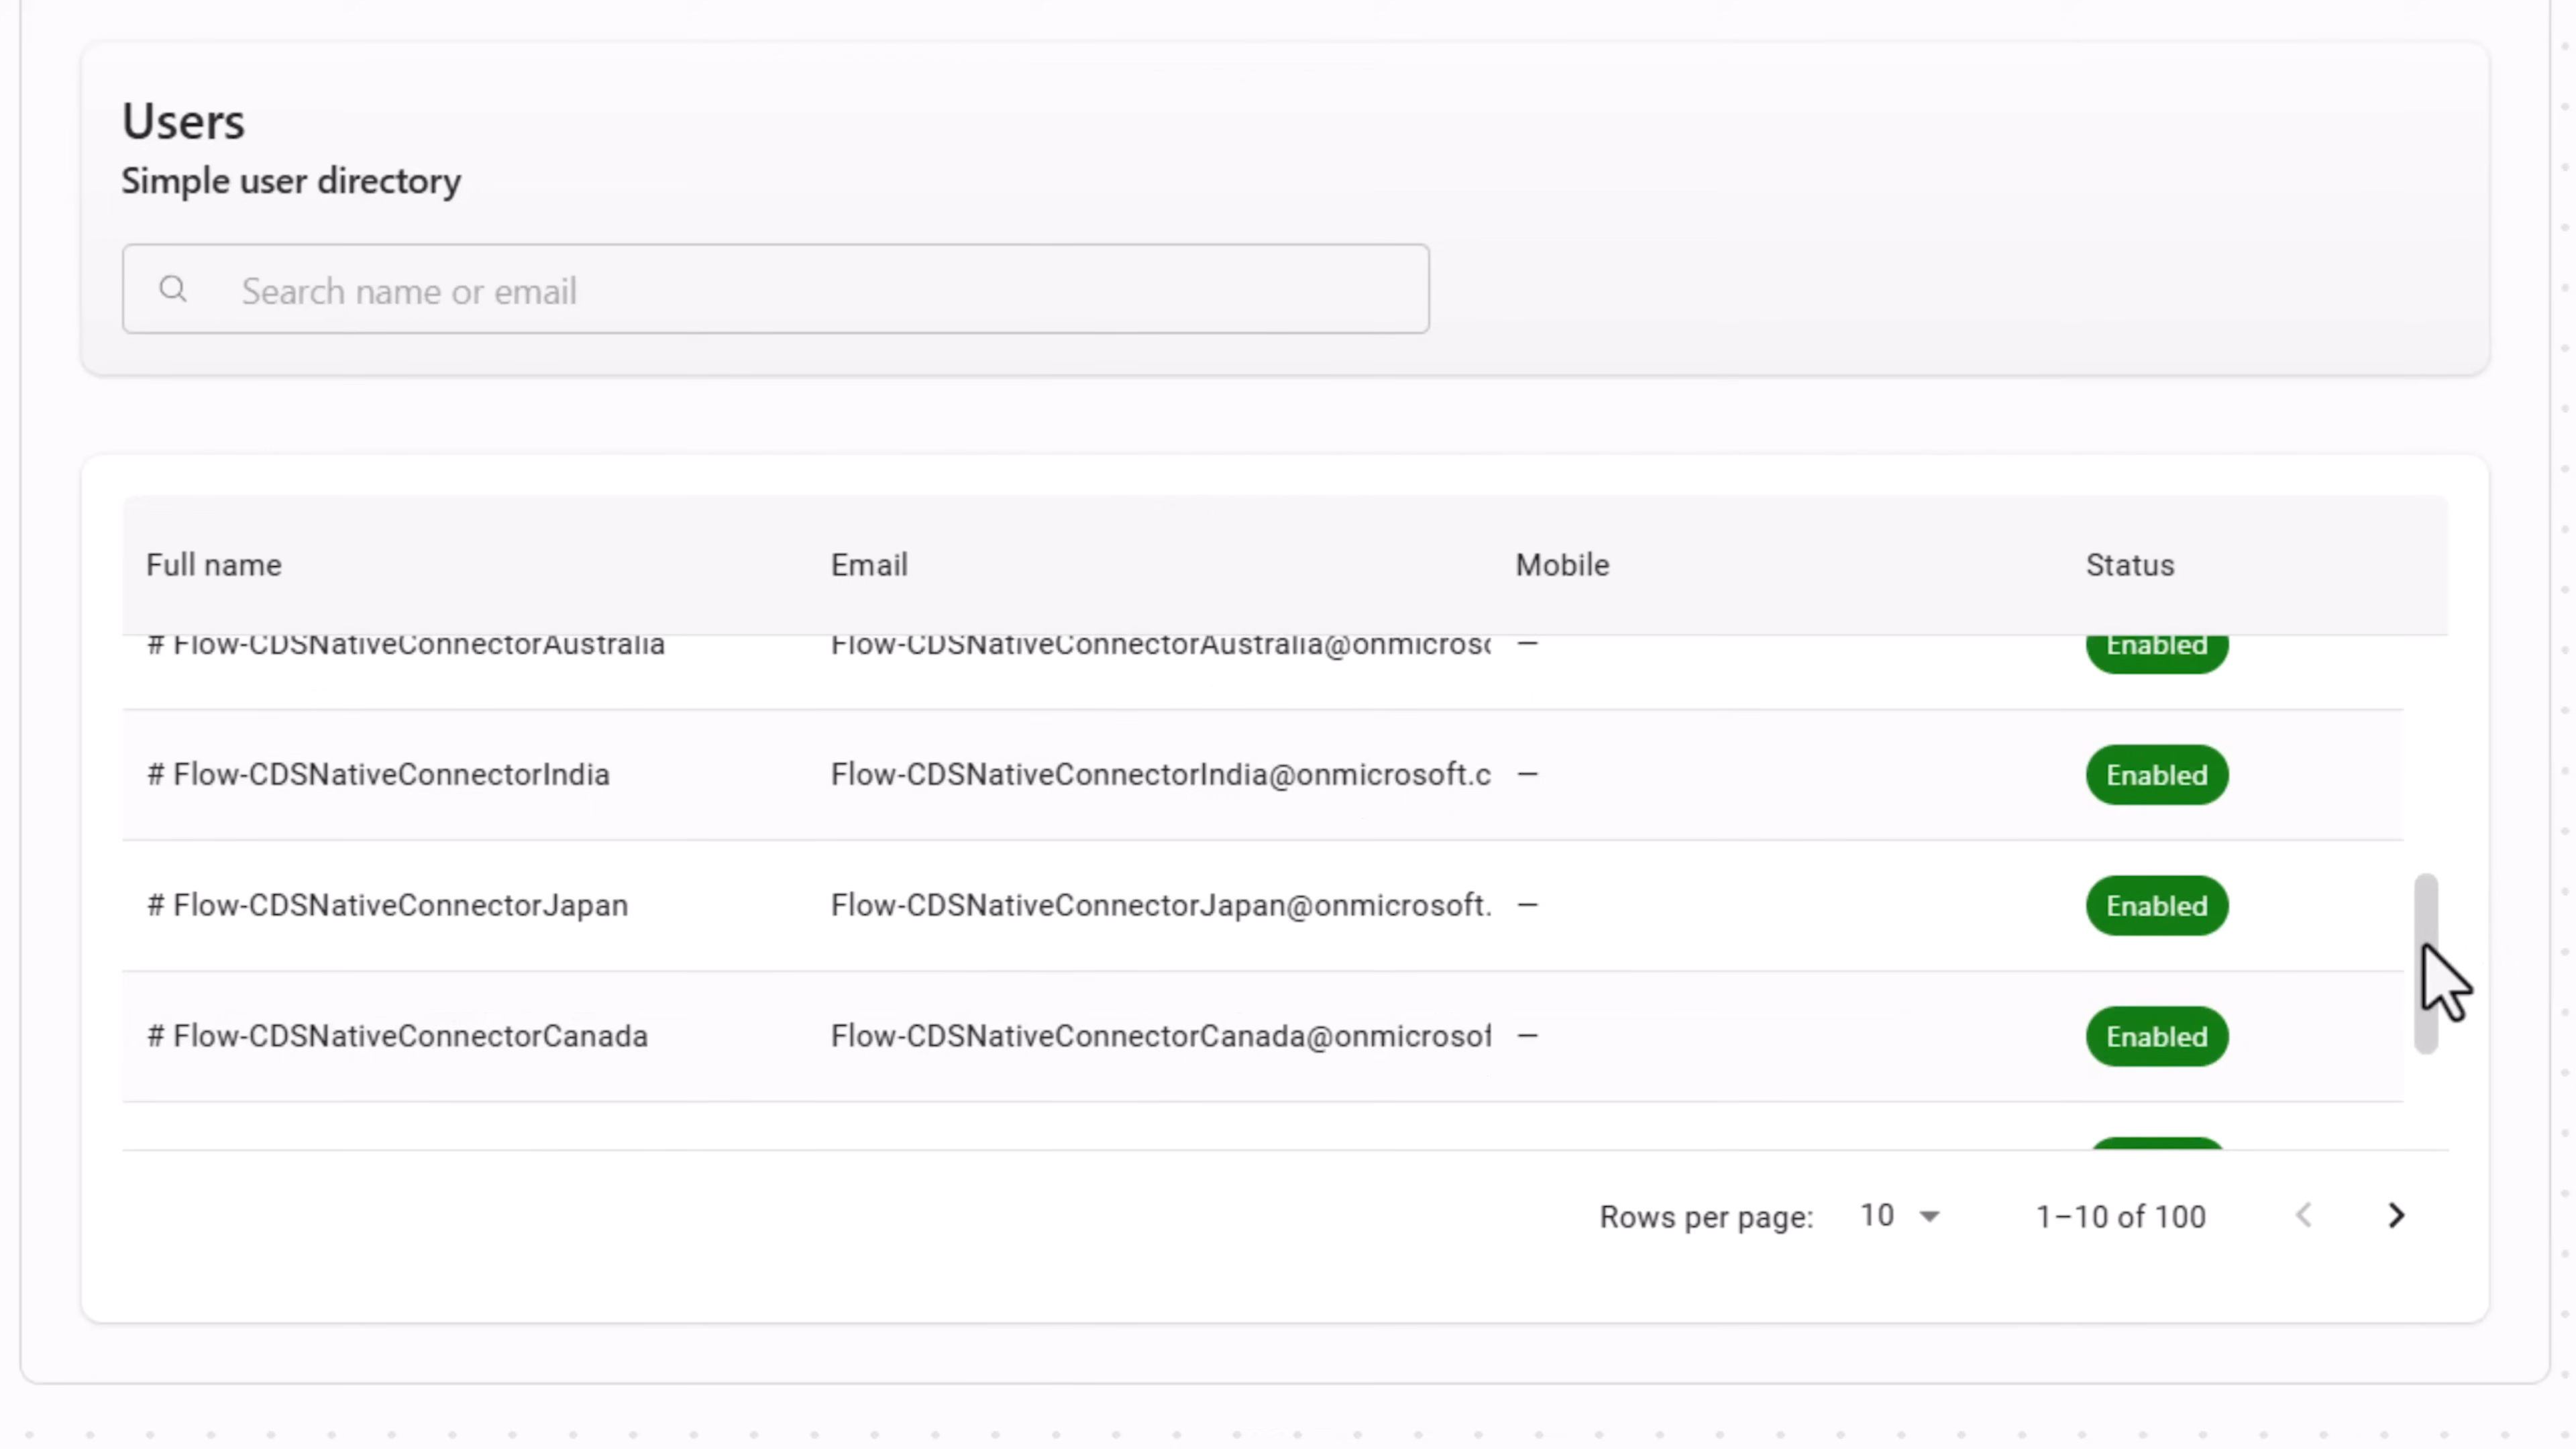 Users
Simple user directory
Search name or email
Full name Email Mobile Status
# Flow-CDSNativeConnectorAustralia Flow-CDSNativeConnectorAustralia@onmicroso — Enabled
# Flow-CDSNativeConnectorIndia Flow-CDSNativeConnectorIndia@onmicrosoft.c — Enabled
# Flow-CDSNativeConnectorJapan Flow-CDSNativeConnectorJapan@onmicrosoft. — Enabled
# Flow-CDSNativeConnectorCanada Flow-CDSNativeConnectorCanada@onmicrosof — Enabled
Rows per page: 10 1–10 of 100